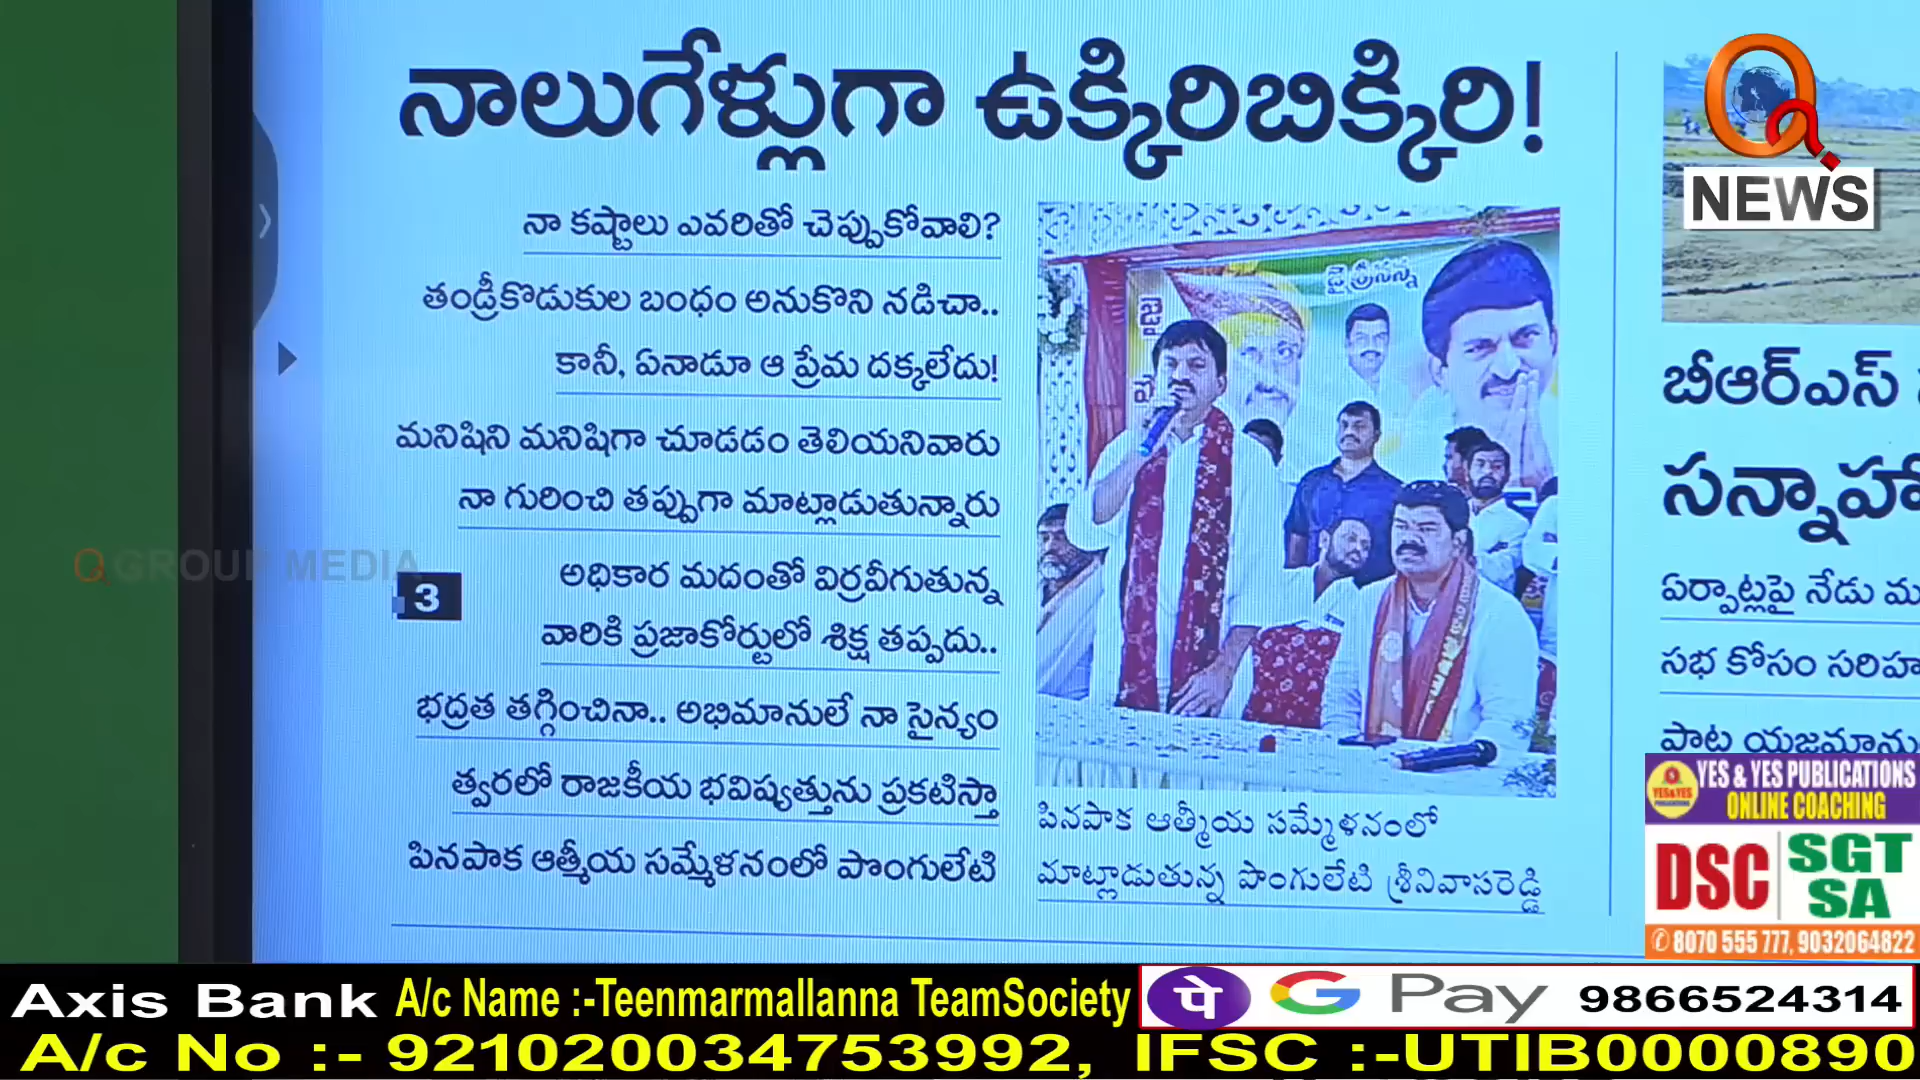 నాలుగేళ్లుగా ఉక్కిరిబిక్కిరి!
నా కష్టాలు ఎవరితో చెప్పుకోవాలి?
తండ్రీకొడుకుల బంధం అనుకొని నడిచా..
కానీ, ఏనాడూ ఆ ప్రేమ దక్కలేదు!
మనిషిని మనిషిగా చూడడం తెలియనివారు
నా గురించి తప్పుగా మాట్లాడుతున్నారు
అధికార మదంతో విర్రవీగుతున్న
వారికి ప్రజాకోర్టులో శిక్ష తప్పదు..
భద్రత తగ్గించినా.. అభిమానులే నా సైన్యం
త్వరలో రాజకీయ భవిష్యత్తును ప్రకటిస్తా
పినపాక ఆత్మీయ సమ్మేళనంలో పొంగులేటి
3
Q GROUP MEDIA
జై శ్రీనన్న
పినపాక ఆత్మీయ సమ్మేళనంలో
మాట్లాడుతున్న పొంగులేటి శ్రీనివాసరెడ్డి
Q
NEWS
బీఆర్ఎస్
సన్నాహా
ఏర్పాట్లపై నేడు మ
సభ కోసం సరిహ
పాట యజమాను
YES & YES PUBLICATIONS
ONLINE COACHING
DSC SGT
SA
8070 555 777, 9032064822
Axis Bank A/c Name :-Teenmarmallanna TeamSociety
पे G Pay 9866524314
A/c No :- 921020034753992, IFSC :-UTIB0000890